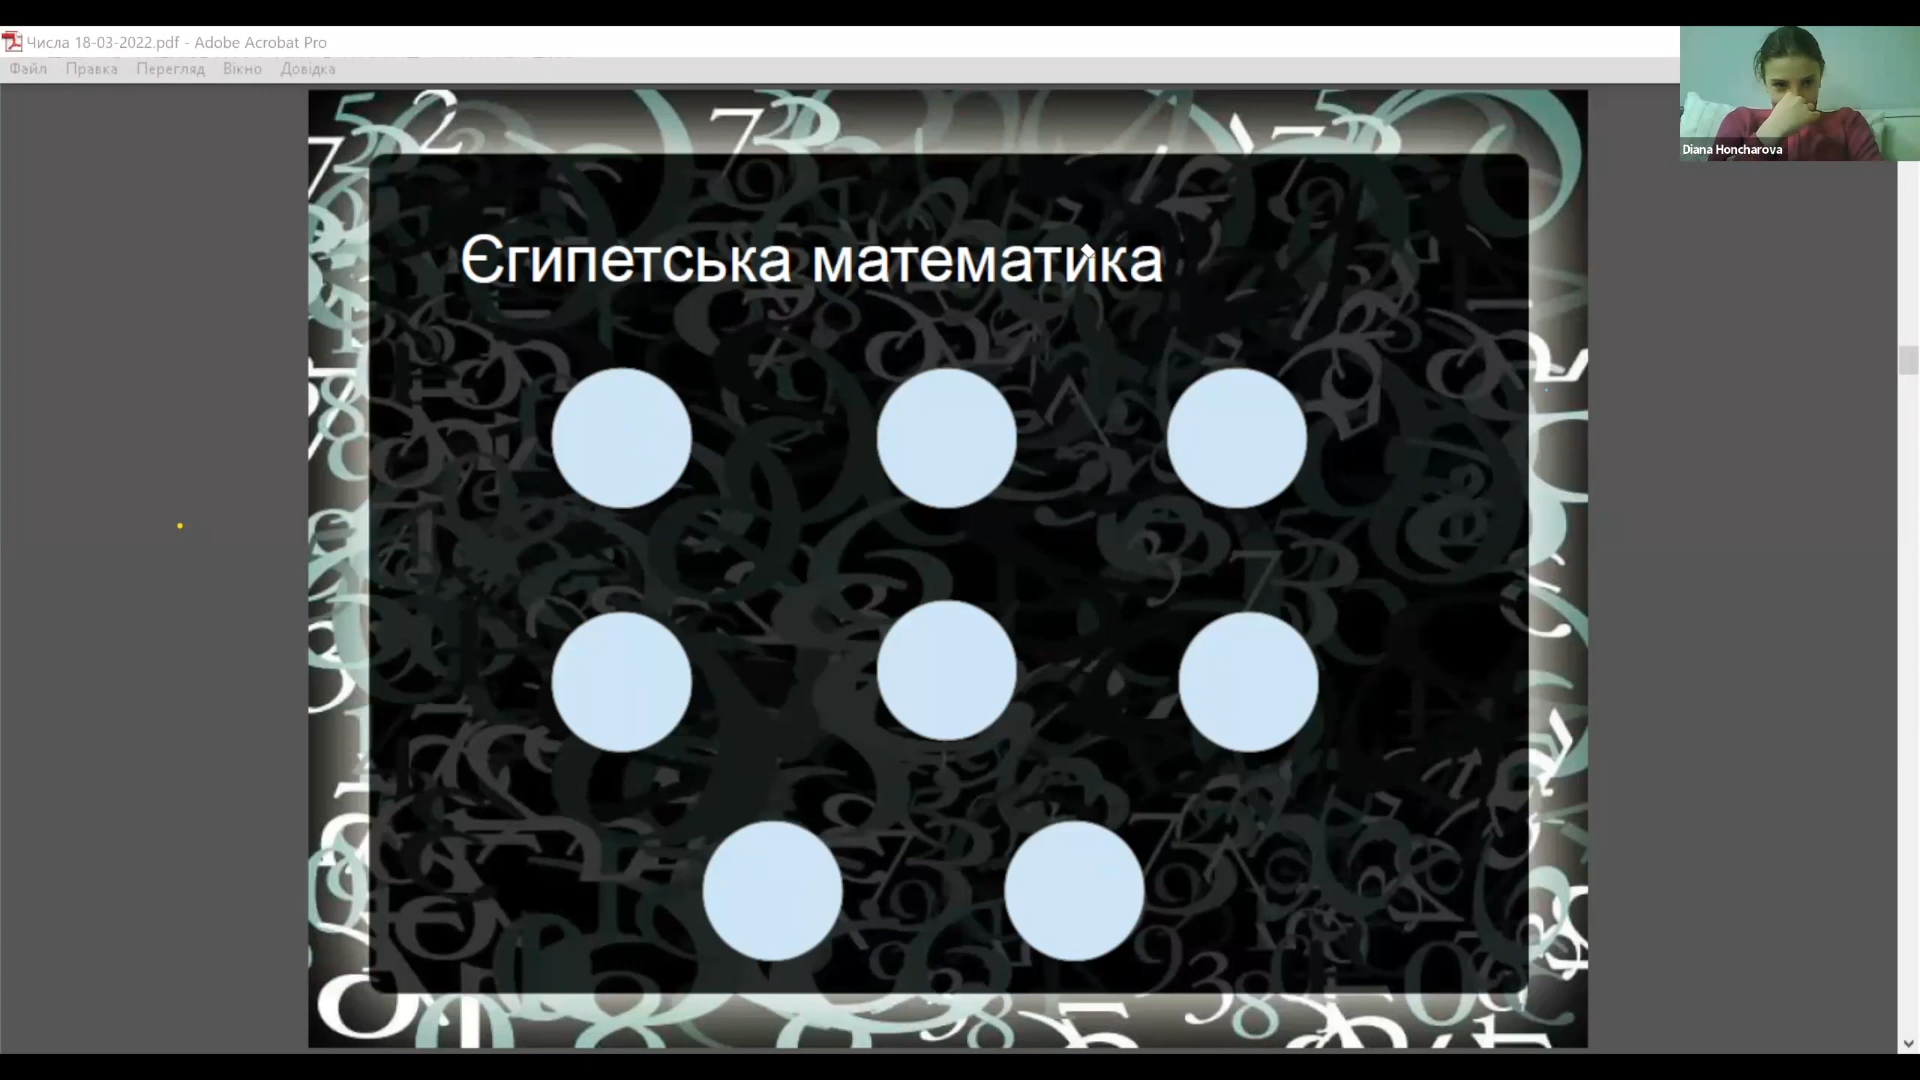 Числа 18-03-2022.pdf - Adobe Acrobat Pro
Файл Правка Перегляд Вікно Довідка
Diana Honcharova
Єгипетська математика